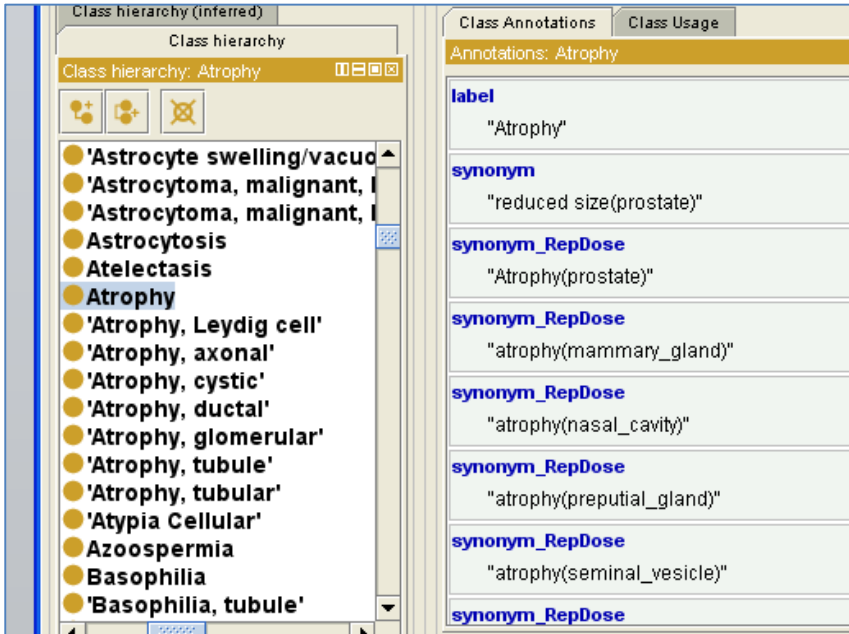 Class hierarchy (inferred)
Class hierarchy
Class hierarchy: Atrophy
'Astrocyte swelling/vacuo
'Astrocytoma, malignant,
'Astrocytoma, malignant,
Astrocytosis
Atelectasis
Atrophy
'Atrophy, Leydig cell'
'Atrophy, axonal'
'Atrophy, cystic'
'Atrophy, ductal'
'Atrophy, glomerular'
'Atrophy, tubule'
'Atrophy, tubular'
'Atypia Cellular'
Azoospermia
Basophilia
'Basophilia, tubule'
Class Annotations
Class Usage
Annotations: Atrophy
label
"Atrophy"
synonym
"reduced size(prostate)"
synonym_RepDose
"Atrophy(prostate)"
synonym_RepDose
"atrophy(mammary_gland)"
synonym_RepDose
"atrophy(nasal_cavity)"
synonym_RepDose
"atrophy(preputial_gland)"
synonym_RepDose
"atrophy(seminal_vesicle)"
synonym_RepDose